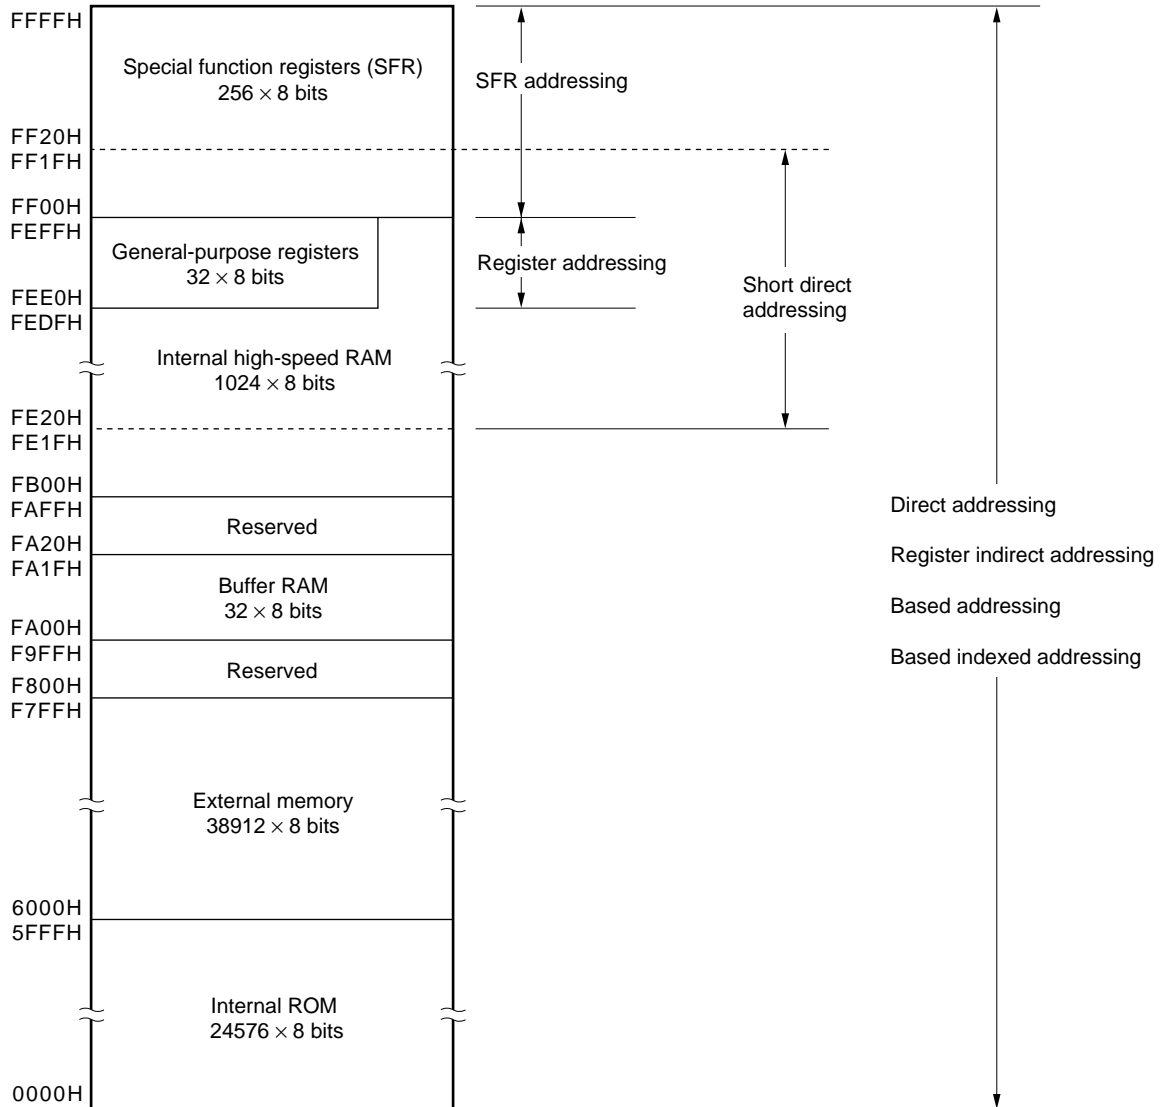 FFFFH
Special function registers (SFR)
256 × 8 bits
SFR addressing
FF20H
FF1FH
FF00H
FEFFH
General-purpose registers
32 × 8 bits
Register addressing
Short direct
addressing
FEE0H
FEDFH
Internal high-speed RAM
1024 × 8 bits
FE20H
FE1FH
FB00H
FAFFH
Reserved
FA20H
FA1FH
Buffer RAM
32 × 8 bits
FA00H
F9FFH
Reserved
F800H
F7FFH
Direct addressing
Register indirect addressing
Based addressing
Based indexed addressing
External memory
38912 × 8 bits
6000H
5FFFH
Internal ROM
24576 × 8 bits
0000H